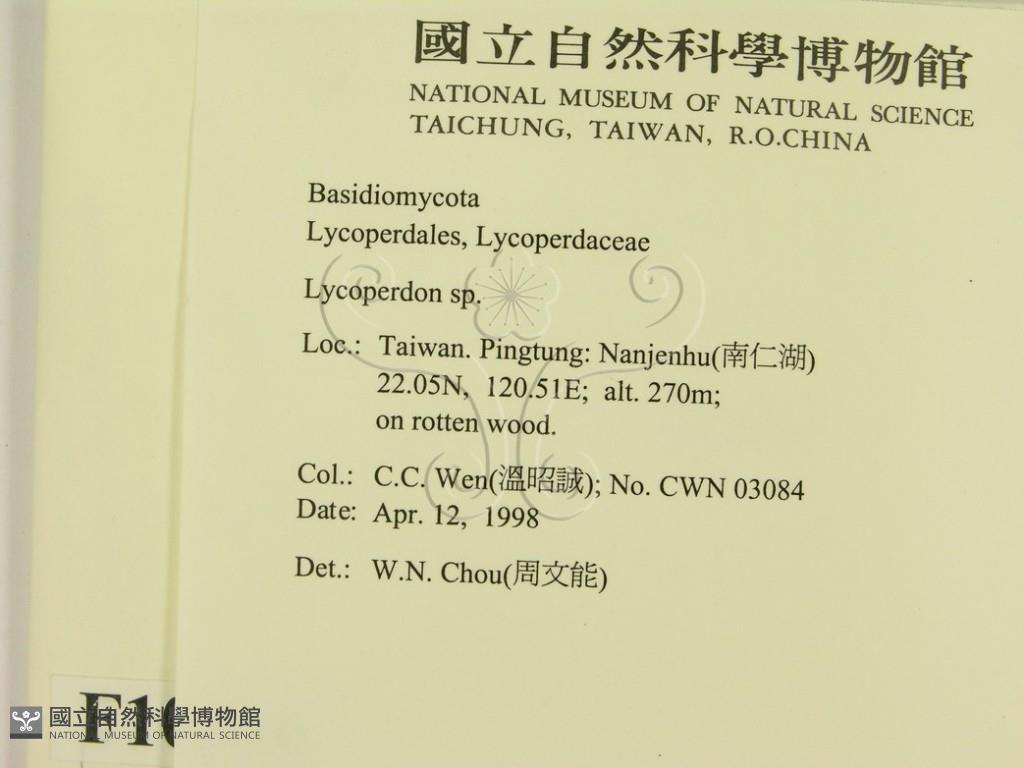 國立自然科學博物館
NATIONAL MUSEUM OF NATURAL SCIENCE
TAICHUNG, TAIWAN, R.O.CHINA
Basidiomycota
Lycoperdales, Lycoperdaceae
Lycoperdon sp.
Loc.: Taiwan. Pingtung: Nanjenhu(南仁湖)
22.05N, 120.51E; alt. 270m;
on rotten wood.
Col.: C.C. Wen(溫昭誠); No. CWN 03084
Date: Apr. 12, 1998
Det.: W.N. Chou(周文能)
國立自然科學博物館
NATIONAL MUSEUM OF NATURAL SCIENCE